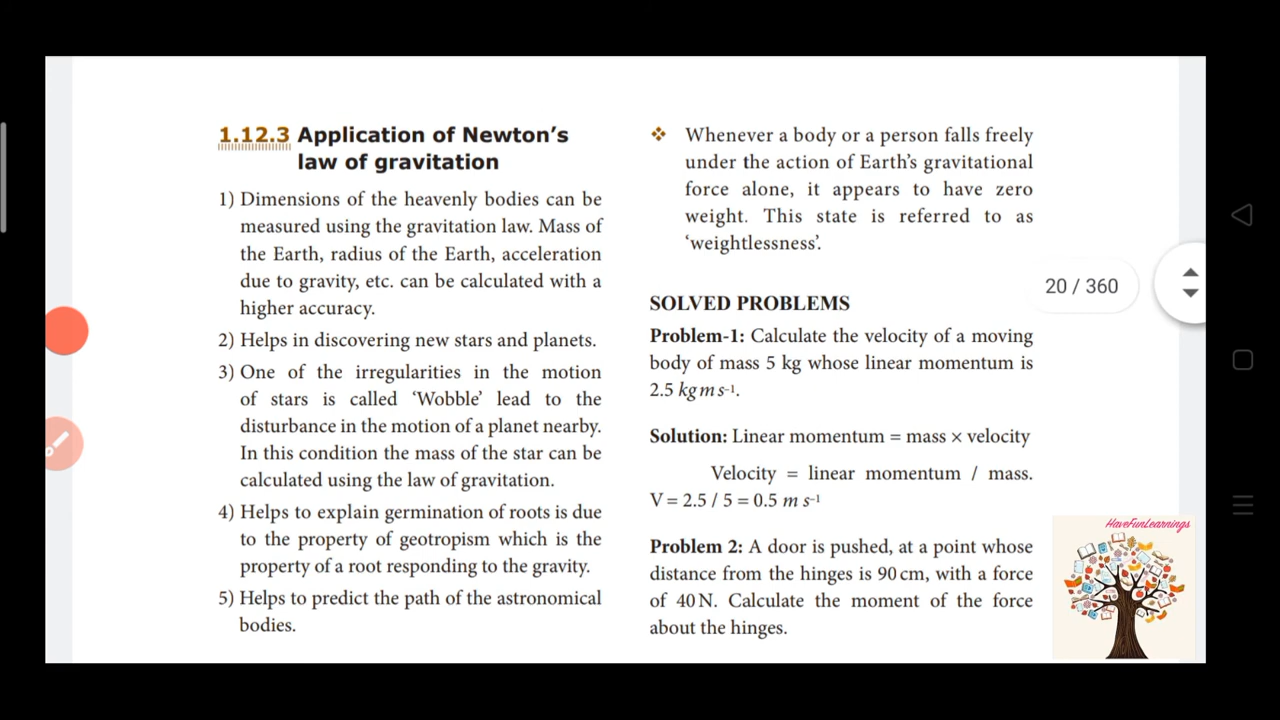 1.12.3 Application of Newton’s
law of gravitation
1) Dimensions of the heavenly bodies can be
measured using the gravitation law. Mass of
the Earth, radius of the Earth, acceleration
due to gravity, etc. can be calculated with a
higher accuracy.
2) Helps in discovering new stars and planets.
3) One of the irregularities in the motion
of stars is called ‘Wobble’ lead to the
disturbance in the motion of a planet nearby.
In this condition the mass of the star can be
calculated using the law of gravitation.
4) Helps to explain germination of roots is due
to the property of geotropism which is the
property of a root responding to the gravity.
5) Helps to predict the path of the astronomical
bodies.
❖ Whenever a body or a person falls freely
under the action of Earth’s gravitational
force alone, it appears to have zero
weight. This state is referred to as
‘weightlessness’.
SOLVED PROBLEMS
Problem-1: Calculate the velocity of a moving
body of mass 5 kg whose linear momentum is
2.5 kg m s⁻¹.
Solution: Linear momentum = mass × velocity
Velocity = linear momentum / mass.
V = 2.5 / 5 = 0.5 m s⁻¹
Problem 2: A door is pushed, at a point whose
distance from the hinges is 90 cm, with a force
of 40 N. Calculate the moment of the force
about the hinges.
20 / 360
HaveFunLearnings